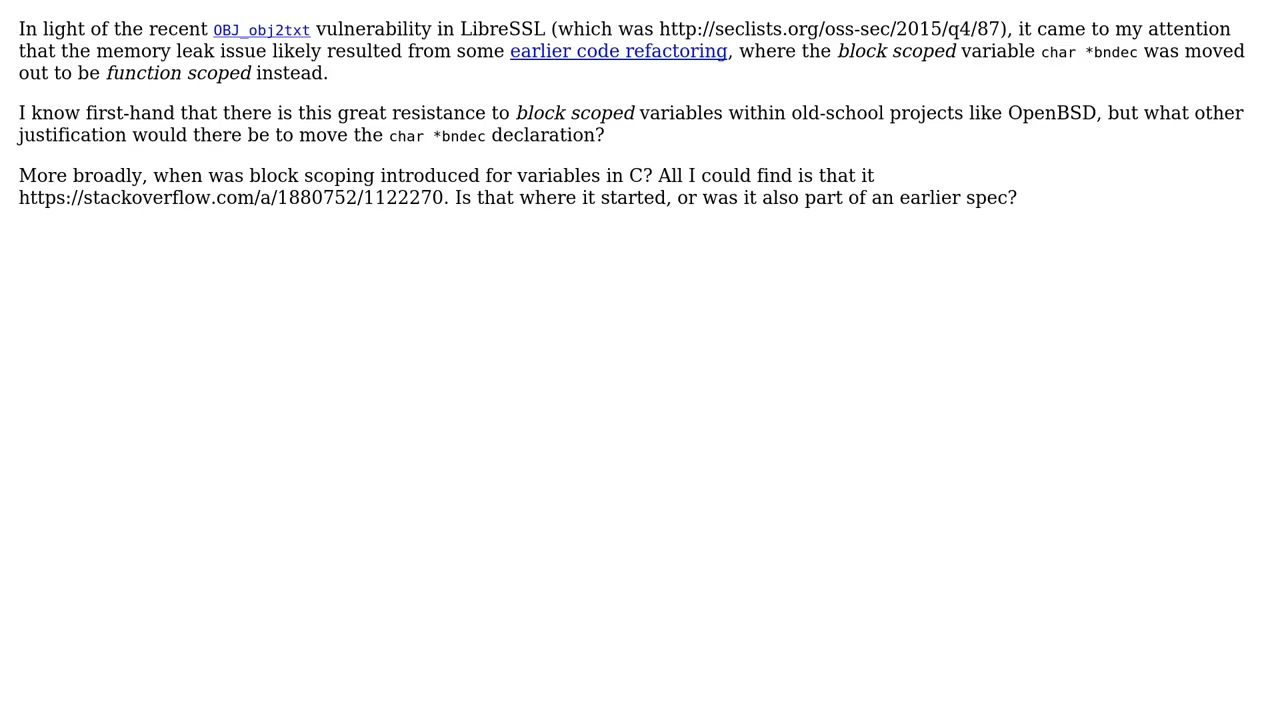 In light of the recent OBJ_obj2txt vulnerability in LibreSSL (which was http://seclists.org/oss-sec/2015/q4/87), it came to my attention
that the memory leak issue likely resulted from some earlier code refactoring, where the block scoped variable char *bndec was moved
out to be function scoped instead.
I know first-hand that there is this great resistance to block scoped variables within old-school projects like OpenBSD, but what other
justification would there be to move the char *bndec declaration?
More broadly, when was block scoping introduced for variables in C? All I could find is that it
https://stackoverflow.com/a/1880752/1122270. Is that where it started, or was it also part of an earlier spec?